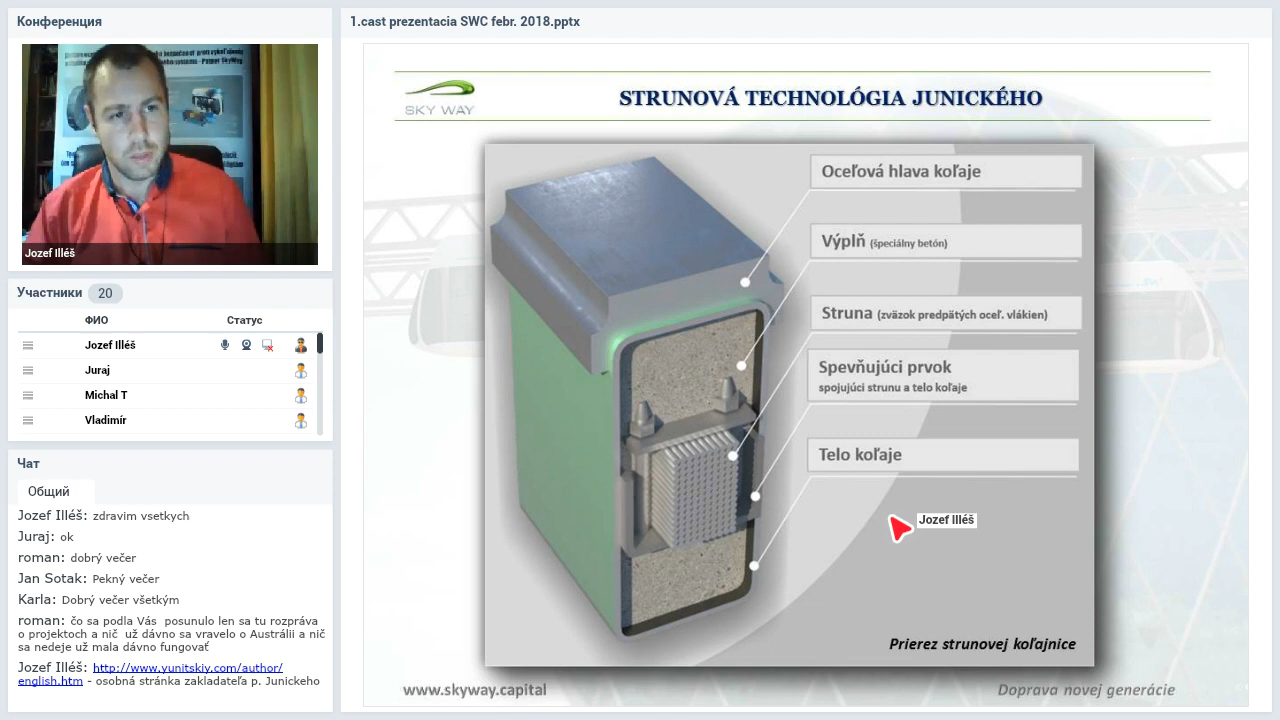 Конференция
Jozef Illéš
Участники 20
ФИО Статус
Jozef Illéš
Juraj
Michal T
Vladimír
Чат
Общий
Jozef Illéš: zdravim vsetkych
Juraj: ok
roman: dobrý večer
Jan Sotak: Pekný večer
Karla: Dobrý večer všetkým
roman: čo sa podla Vás posunulo len sa tu rozpráva
o projektoch a nič už dávno sa vravelo o Austrálii a nič
sa nedeje už mala dávno fungovať
Jozef Illéš: http://www.yunitskiy.com/author/
english.htm - osobná stránka zakladateľa p. Junickeho
1.cast prezentacia SWC febr. 2018.pptx
SKY WAY
STRUNOVÁ TECHNOLÓGIA JUNICKÉHO
Oceľová hlava koľaje
Výplň (špeciálny betón)
Struna (zväzok predpätých oceľ. vlákien)
Spevňujúci prvok
spojujúci strunu a telo koľaje
Telo koľaje
Jozef Illéš
Prierez strunovej koľajnice
www.skyway.capital
Doprava novej generácie